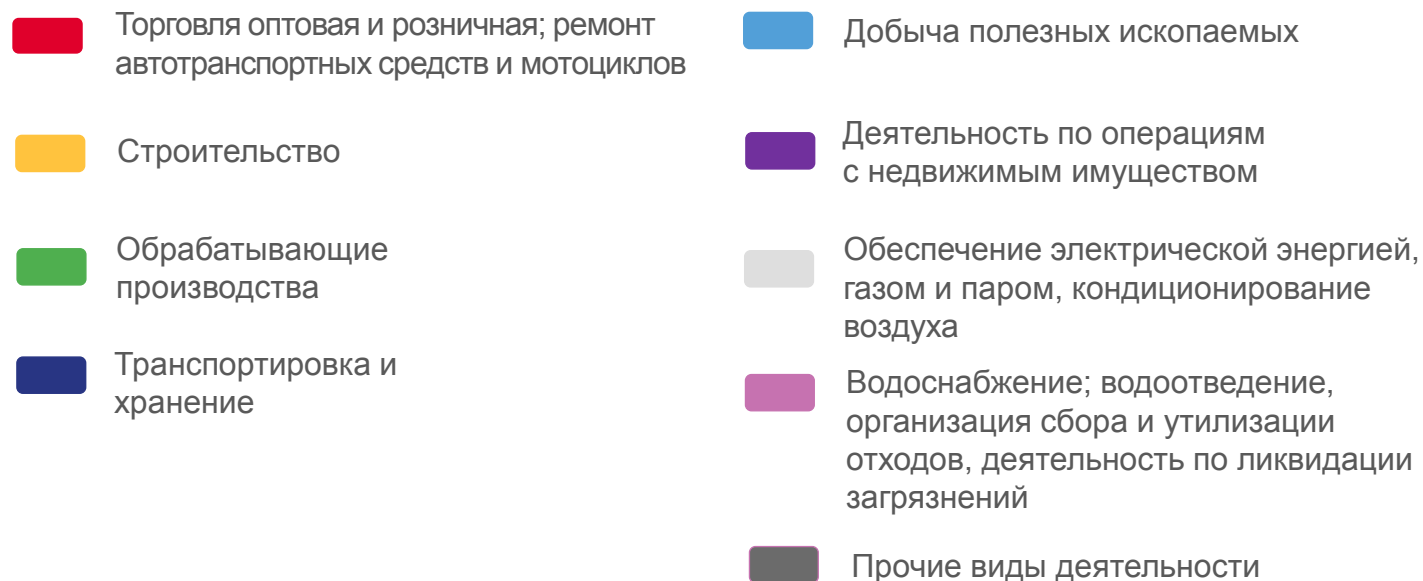 Торговля оптовая и розничная; ремонт
автотранспортных средств и мотоциклов
Строительство
Обрабатывающие
производства
Транспортировка и
хранение
Добыча полезных ископаемых
Деятельность по операциям
с недвижимым имуществом
Обеспечение электрической энергией,
газом и паром, кондиционирование
воздуха
Водоснабжение; водоотведение,
организация сбора и утилизации
отходов, деятельность по ликвидации
загрязнений
Прочие виды деятельности